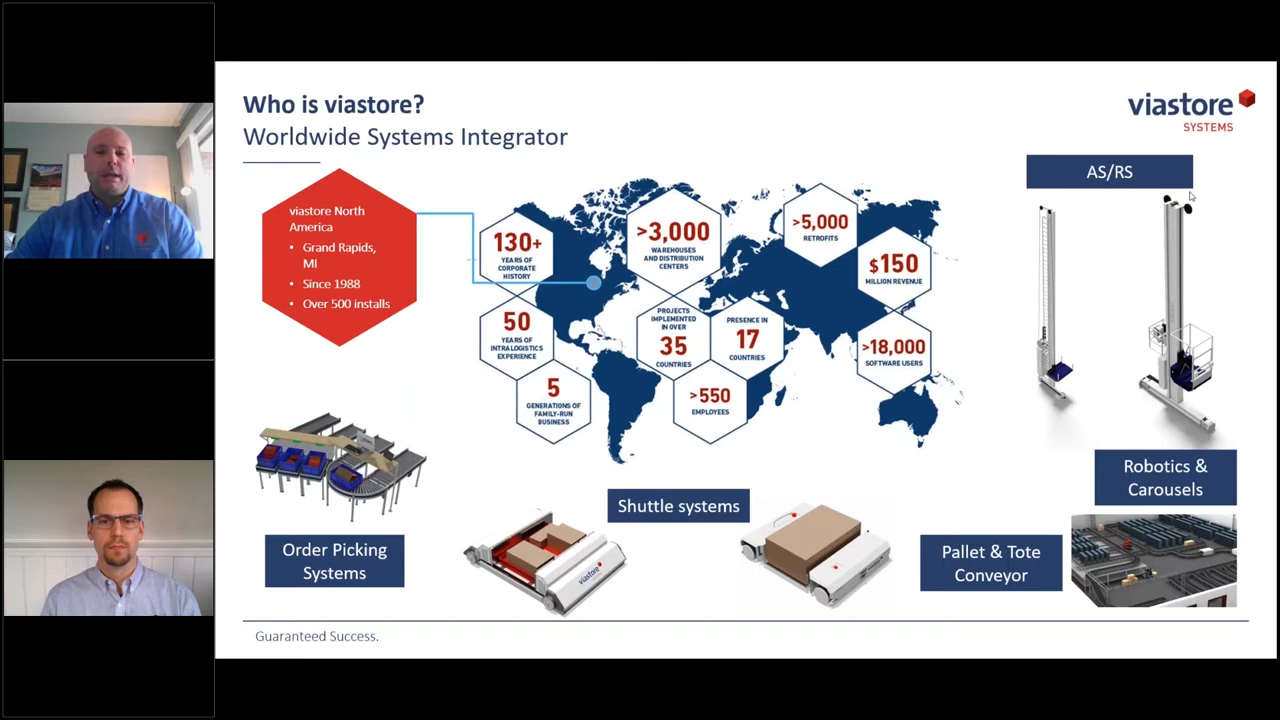 Who is viastore?
Worldwide Systems Integrator
viastore
SYSTEMS
viastore North
America
• Grand Rapids,
MI
• Since 1988
• Over 500 installs
130+
YEARS OF
CORPORATE
HISTORY
>3,000
WAREHOUSES
AND DISTRIBUTION
CENTERS
>5,000
RETROFITS
$150
MILLION REVENUE
50
YEARS OF
INTRALOGISTICS
EXPERIENCE
PROJECTS
IMPLEMENTED
IN OVER
35
COUNTRIES
PRESENCE IN
17
COUNTRIES
>18,000
SOFTWARE USERS
5
GENERATIONS OF
FAMILY-RUN
BUSINESS
>550
EMPLOYEES
AS/RS
Robotics &
Carousels
Shuttle systems
viastore
Order Picking
Systems
Pallet & Tote
Conveyor
Guaranteed Success.